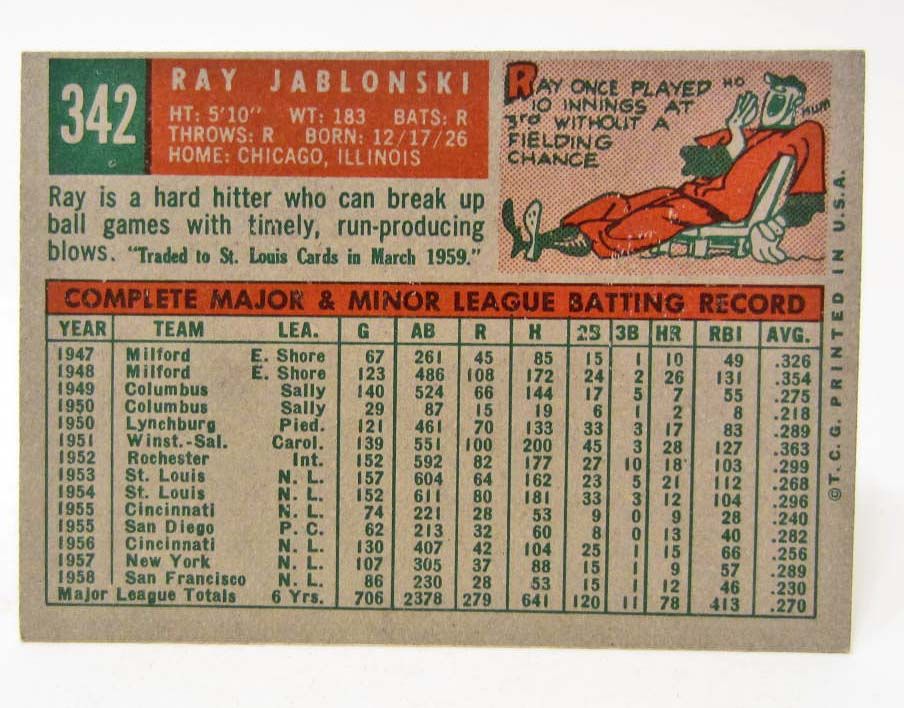 342
RAY JABLONSKI
HT: 5'10" WT: 183 BATS: R
THROWS: R BORN: 12/17/26
HOME: CHICAGO, ILLINOIS
RAY ONCE PLAYED
10 INNINGS AT
3rd WITHOUT A
FIELDING
CHANCE
HO
HUM
Ray is a hard hitter who can break up
ball games with timely, run-producing
blows. "Traded to St. Louis Cards in March 1959."
COMPLETE MAJOR & MINOR LEAGUE BATTING RECORD
YEAR TEAM LEA. G AB R H 2B 3B HR RBI AVG.
1947 Milford E. Shore 67 261 45 85 15 1 10 49 .326
1948 Milford E. Shore 123 486 108 172 24 2 26 131 .354
1949 Columbus Sally 140 524 66 144 17 5 7 55 .275
1950 Columbus Sally 29 87 15 19 6 1 2 8 .218
1950 Lynchburg Pied. 121 461 70 133 33 3 17 83 .289
1951 Winst.-Sal. Carol. 139 551 100 200 45 3 28 127 .363
1952 Rochester Int. 152 592 82 177 27 10 18 103 .299
1953 St. Louis N. L. 157 604 64 162 23 5 21 112 .268
1954 St. Louis N. L. 152 611 80 181 33 3 12 104 .296
1955 Cincinnati N. L. 74 221 28 53 9 0 9 28 .240
1955 San Diego P. C. 62 213 32 60 8 0 13 40 .282
1956 Cincinnati N. L. 130 407 42 104 25 1 15 66 .256
1957 New York N. L. 107 305 37 88 15 1 9 57 .289
1958 San Francisco N. L. 86 230 28 53 15 1 12 46 .230
Major League Totals 6 Yrs. 706 2378 279 641 120 11 78 413 .270
©T. C. G. PRINTED IN U.S.A.